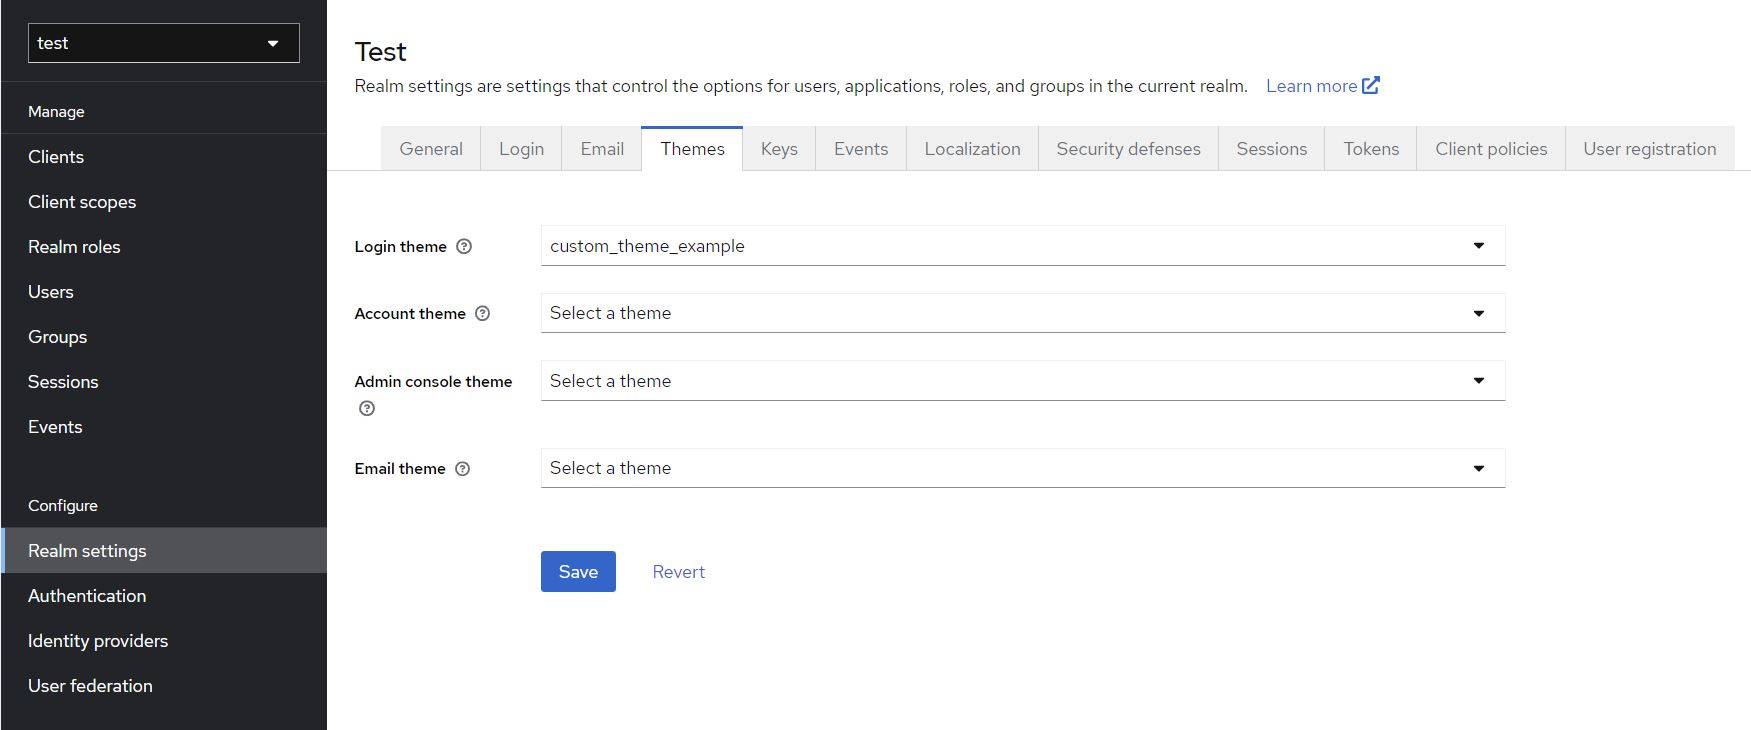 test
Manage
Clients
Client scopes
Realm roles
Users
Groups
Sessions
Events
Configure
Realm settings
Authentication
Identity providers
User federation
Test
Realm settings are settings that control the options for users, applications, roles, and groups in the current realm. Learn more
General Login Email Themes Keys Events Localization Security defenses Sessions Tokens Client policies User registration
Login theme ? custom_theme_example
Account theme ? Select a theme
Admin console theme ? Select a theme
Email theme ? Select a theme
Save Revert